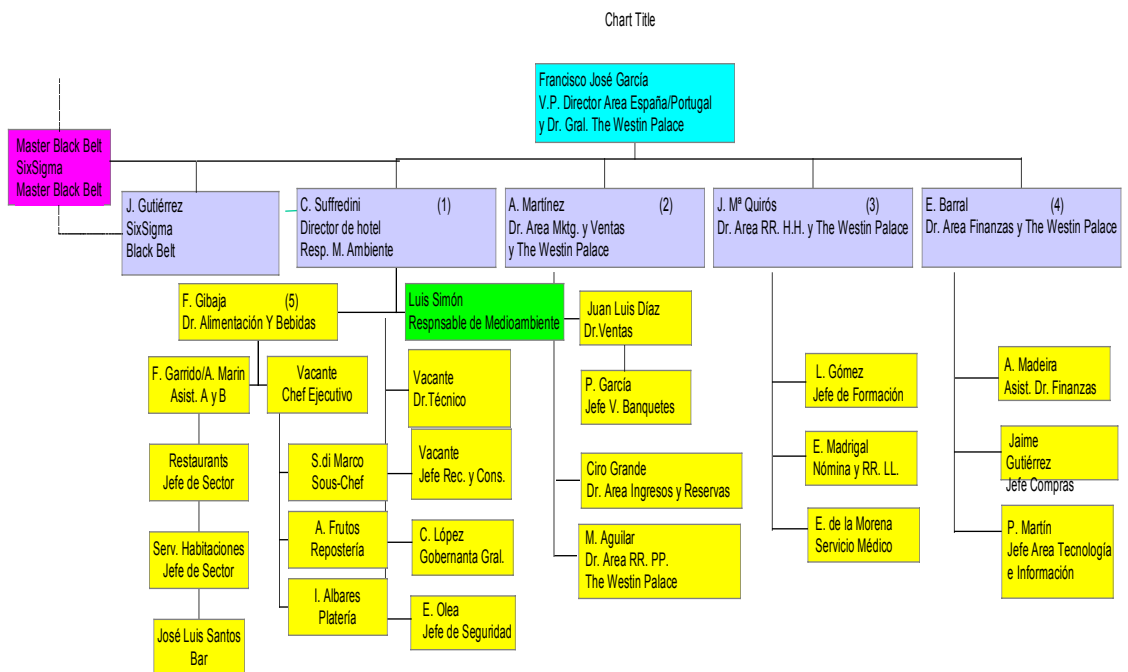 Chart Title
Francisco José García
V.P. Director Area España/Portugal
y Dr. Gral. The Westin Palace
Master Black Belt
SixSigma
Master Black Belt
J. Gutiérrez
SixSigma
Black Belt
C. Suffredini (1)
Director de hotel
Resp. M. Ambiente
A. Martínez (2)
Dr. Area Mktg. y Ventas
y The Westin Palace
J. Mª Quirós (3)
Dr. Area RR. H.H. y The Westin Palace
E. Barral (4)
Dr. Area Finanzas y The Westin Palace
F. Gibaja (5)
Dr. Alimentación Y Bebidas
Luis Simón
Respnsable de Medioambiente
Juan Luis Díaz
Dr.Ventas
F. Garrido/A. Marin
Asist. A y B
Vacante
Chef Ejecutivo
Vacante
Dr.Técnico
P. García
Jefe V. Banquetes
L. Gómez
Jefe de Formación
A. Madeira
Asist. Dr. Finanzas
Restaurants
Jefe de Sector
S.di Marco
Sous-Chef
Vacante
Jefe Rec. y Cons.
Ciro Grande
Dr. Area Ingresos y Reservas
E. Madrigal
Nómina y RR. LL.
Jaime
Gutiérrez
Jefe Compras
Serv. Habitaciones
Jefe de Sector
A. Frutos
Repostería
C. López
Gobernanta Gral.
M. Aguilar
Dr. Area RR. PP.
The Westin Palace
E. de la Morena
Servicio Médico
P. Martín
Jefe Area Tecnología
e Información
I. Albares
Platería
E. Olea
Jefe de Seguridad
José Luis Santos
Bar